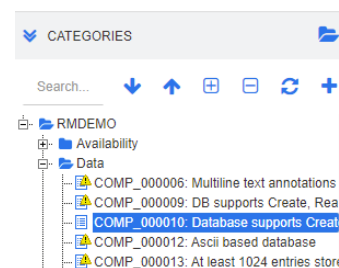 CATEGORIES
Search...
RMDEMO
Availability
Data
COMP_000006: Multiline text annotations
COMP_000009: DB supports Create, Rea
COMP_000010: Database supports Create
COMP_000012: Ascii based database
COMP_000013: At least 1024 entries store